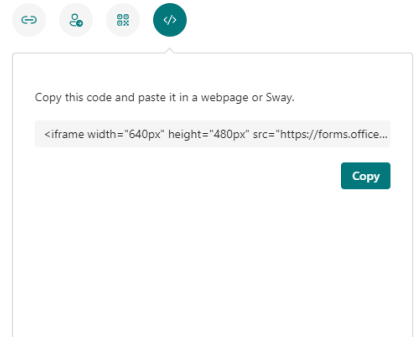 Copy this code and paste it in a webpage or Sway.
<iframe width="640px" height="480px" src="https://forms.office...
Copy